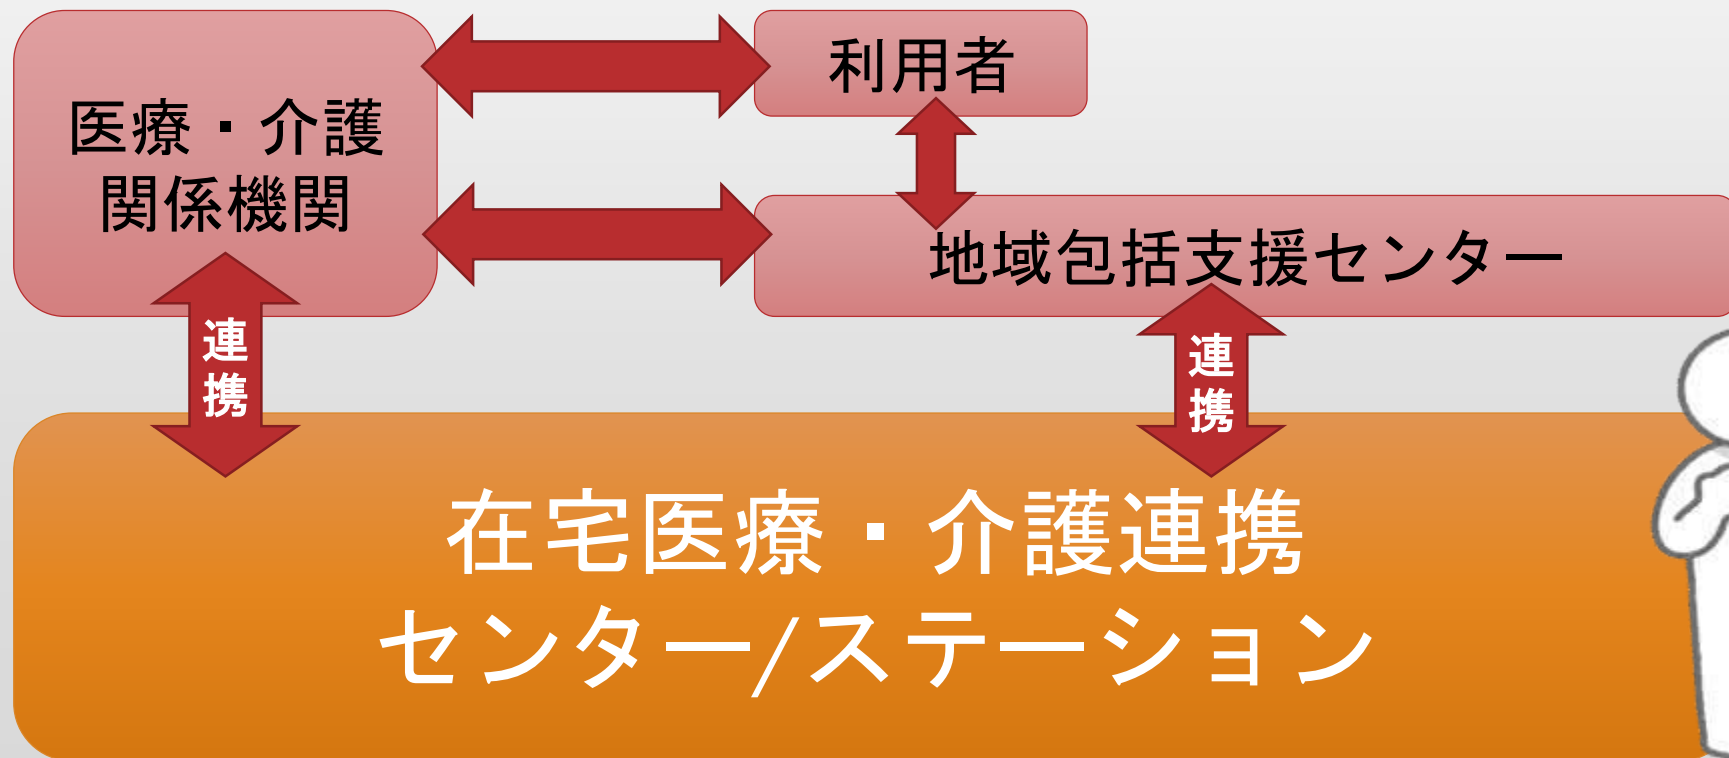 利用者
医療・介護
関係機関
地域包括支援センター
連
携
連
携
在宅医療・介護連携
センター/ステーション